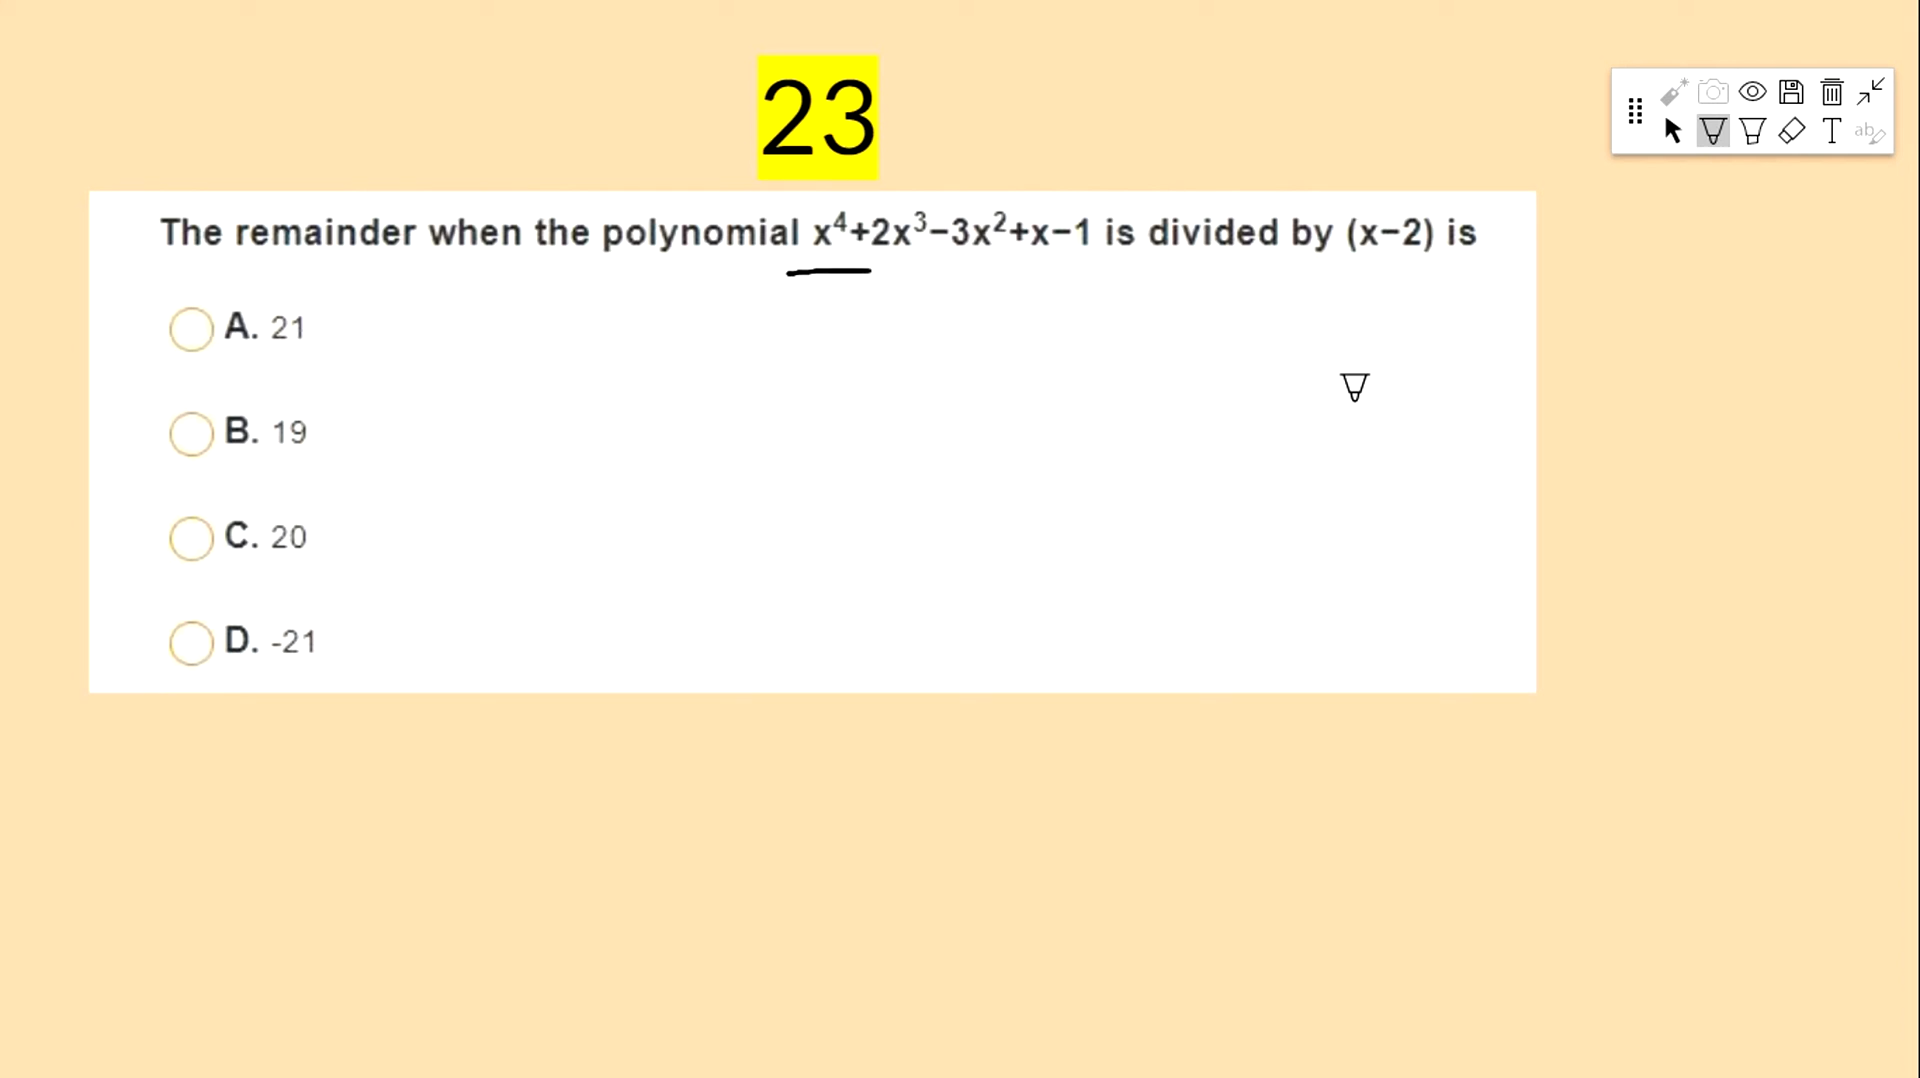 23
The remainder when the polynomial x⁴+2x³−3x²+x−1 is divided by (x−2) is
A. 21
B. 19
C. 20
D. -21
T ab